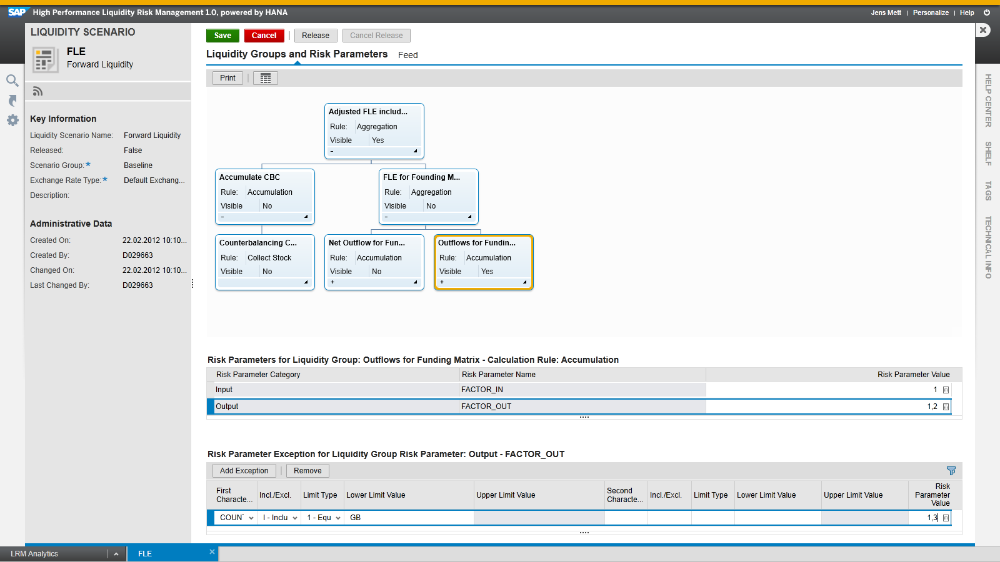 SAP High Performance Liquidity Risk Management 1.0, powered by HANA
Jens Mett | Personalize | Help
LIQUIDITY SCENARIO
FLE
Forward Liquidity
Key Information
Liquidity Scenario Name: Forward Liquidity
Released: False
Scenario Group:* Baseline
Exchange Rate Type:* Default Exchang...
Description:
Administrative Data
Created On: 22.02.2012 10:10...
Created By: D029663
Changed On: 22.02.2012 10:10...
Last Changed By: D029663
Save Cancel Release Cancel Release
Liquidity Groups and Risk Parameters Feed
Print
Adjusted FLE includ...
Rule: Aggregation
Visible Yes
-
Accumulate CBC
Rule: Accumulation
Visible No
-
FLE for Founding M...
Rule: Aggregation
Visible No
-
Counterbalancing C...
Rule: Collect Stock
Visible No
Net Outflow for Fun...
Rule: Accumulation
Visible No
+
Outflows for Fundin...
Rule: Accumulation
Visible Yes
+
Risk Parameters for Liquidity Group: Outflows for Funding Matrix - Calculation Rule: Accumulation
Risk Parameter Category Risk Parameter Name Risk Parameter Value
Input FACTOR_IN 1
Output FACTOR_OUT 1,2
Risk Parameter Exception for Liquidity Group Risk Parameter: Output - FACTOR_OUT
Add Exception Remove
First Characte... Incl./Excl. Limit Type Lower Limit Value Upper Limit Value Second Characte... Incl./Excl. Limit Type Lower Limit Value Upper Limit Value Risk Parameter Value
COUN I - Inclu 1 - Equ GB 1,3
HELP CENTER
SHELF
TAGS
TECHNICAL INFO
LRM Analytics FLE